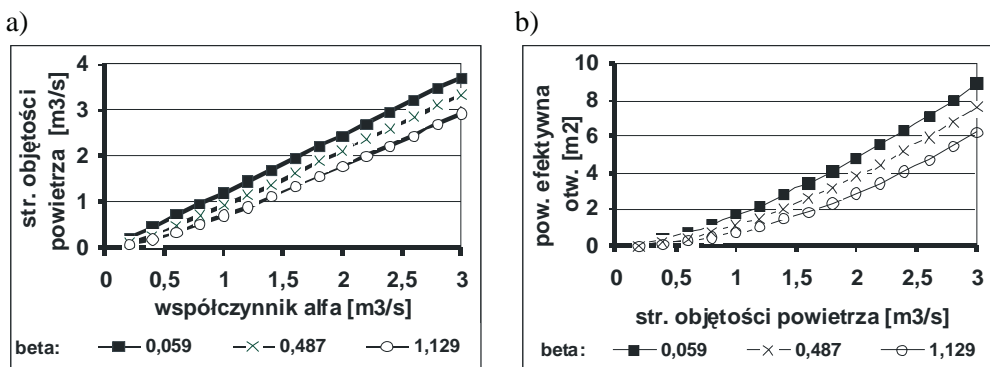 a)
str. objętości
powietrza [m3/s]
4
3
2
1
0
0 0,5 1 1,5 2 2,5 3
współczynnik alfa [m3/s]
beta: 0,059 0,487 1,129
b)
pow. efektywna
otw. [m2]
10
8
6
4
2
0
0 0,5 1 1,5 2 2,5 3
str. objętości powietrza [m3/s]
beta: 0,059 0,487 1,129